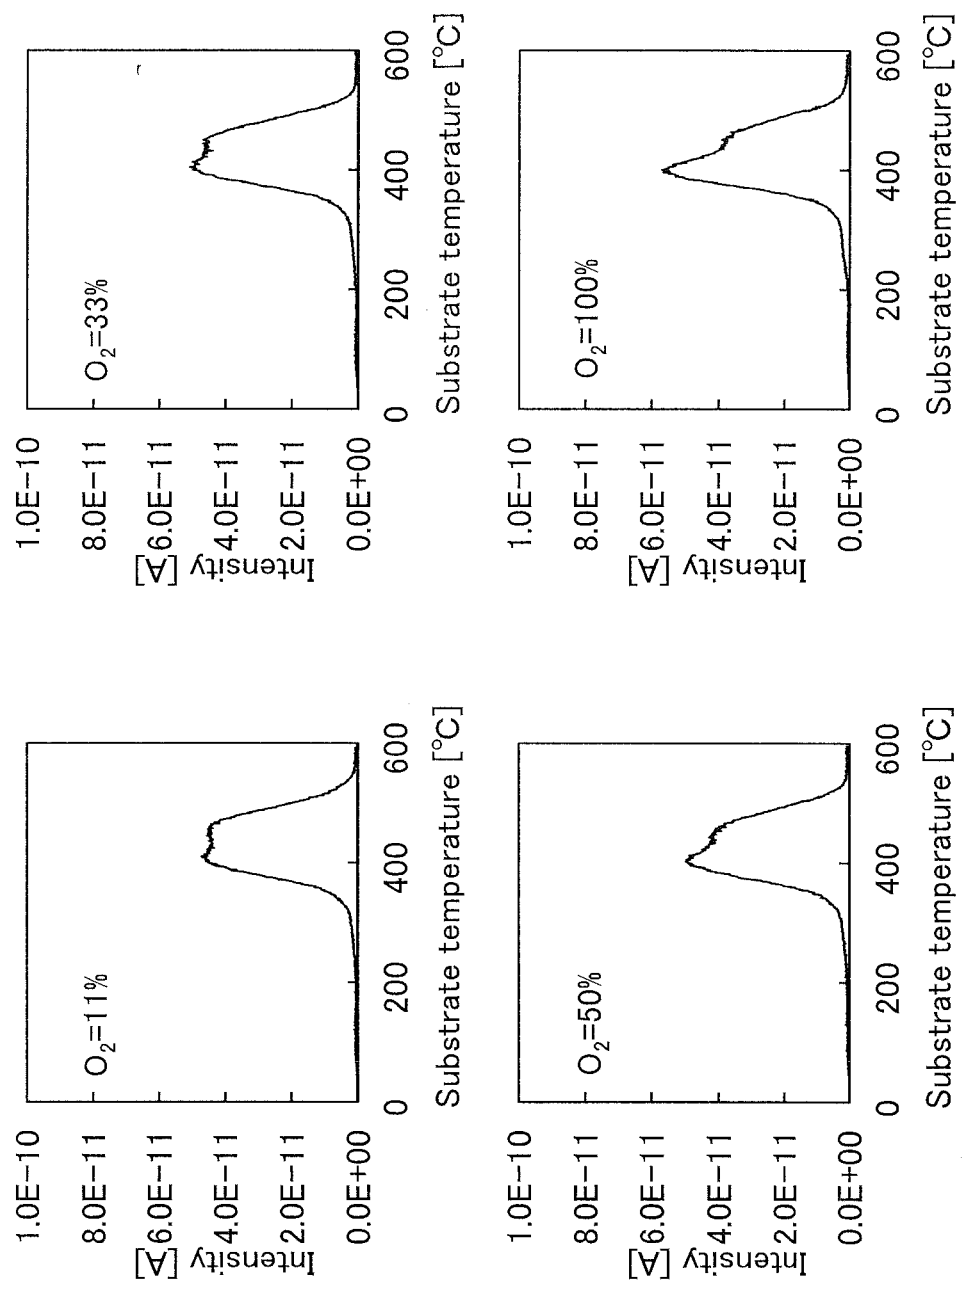 1.0E−10
8.0E−11
6.0E−11
4.0E−11
2.0E−11
0.0E+00
Intensity [A]
O₂=11%
0 200 400 600
Substrate temperature [°C]
1.0E−10
8.0E−11
6.0E−11
4.0E−11
2.0E−11
0.0E+00
Intensity [A]
O₂=33%
0 200 400 600
Substrate temperature [°C]
1.0E−10
8.0E−11
6.0E−11
4.0E−11
2.0E−11
0.0E+00
Intensity [A]
O₂=50%
0 200 400 600
Substrate temperature [°C]
1.0E−10
8.0E−11
6.0E−11
4.0E−11
2.0E−11
0.0E+00
Intensity [A]
O₂=100%
0 200 400 600
Substrate temperature [°C]